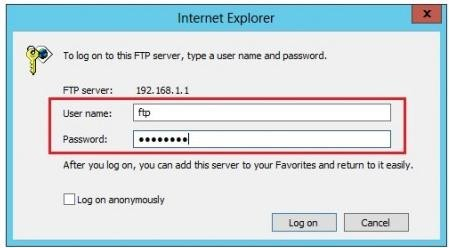 Internet Explorer
To log on to this FTP server, type a user name and password.
FTP server: 192.168.1.1
User name: ftp
Password: ●●●●●●●●
After you log on, you can add this server to your Favorites and return to it easily.
Log on anonymously
Log on Cancel